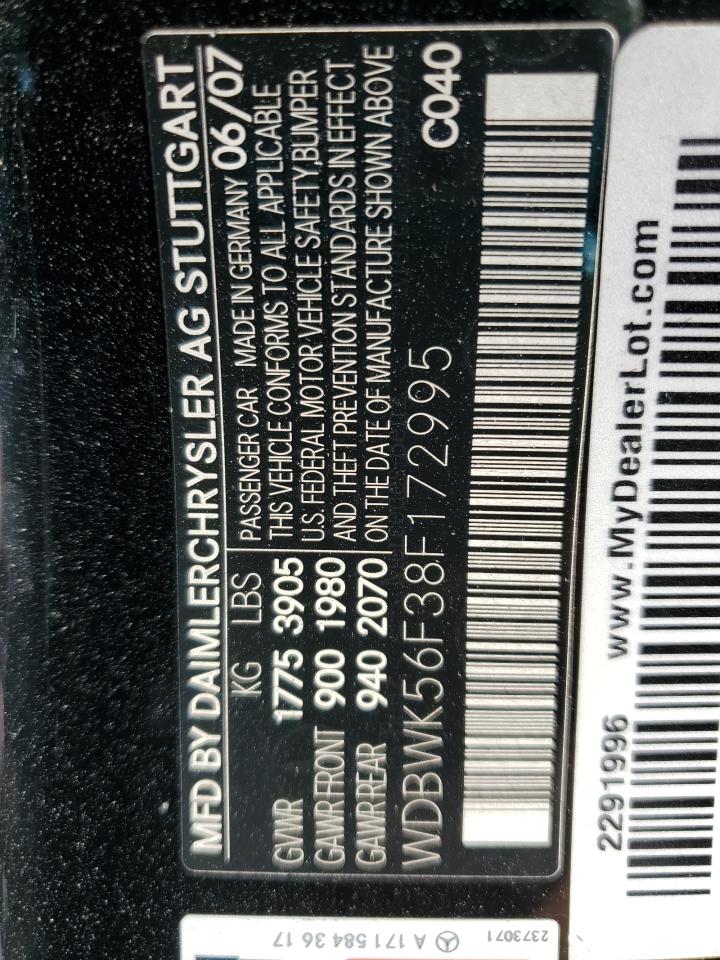 MFD BY DAIMLERCHRYSLER AG STUTTGART
KG LBS PASSENGER CAR MADE IN GERMANY 06/07
GVWR 1775 3905 THIS VEHICLE CONFORMS TO ALL APPLICABLE
GAWR FRONT 900 1980 U.S. FEDERAL MOTOR VEHICLE SAFETY, BUMPER
GAWR REAR 940 2070 AND THEFT PREVENTION STANDARDS IN EFFECT
ON THE DATE OF MANUFACTURE SHOWN ABOVE
WDBWK56F38F172995 C040
2291996 www.MyDealerLot.com
A 171 584 36 17
2373071